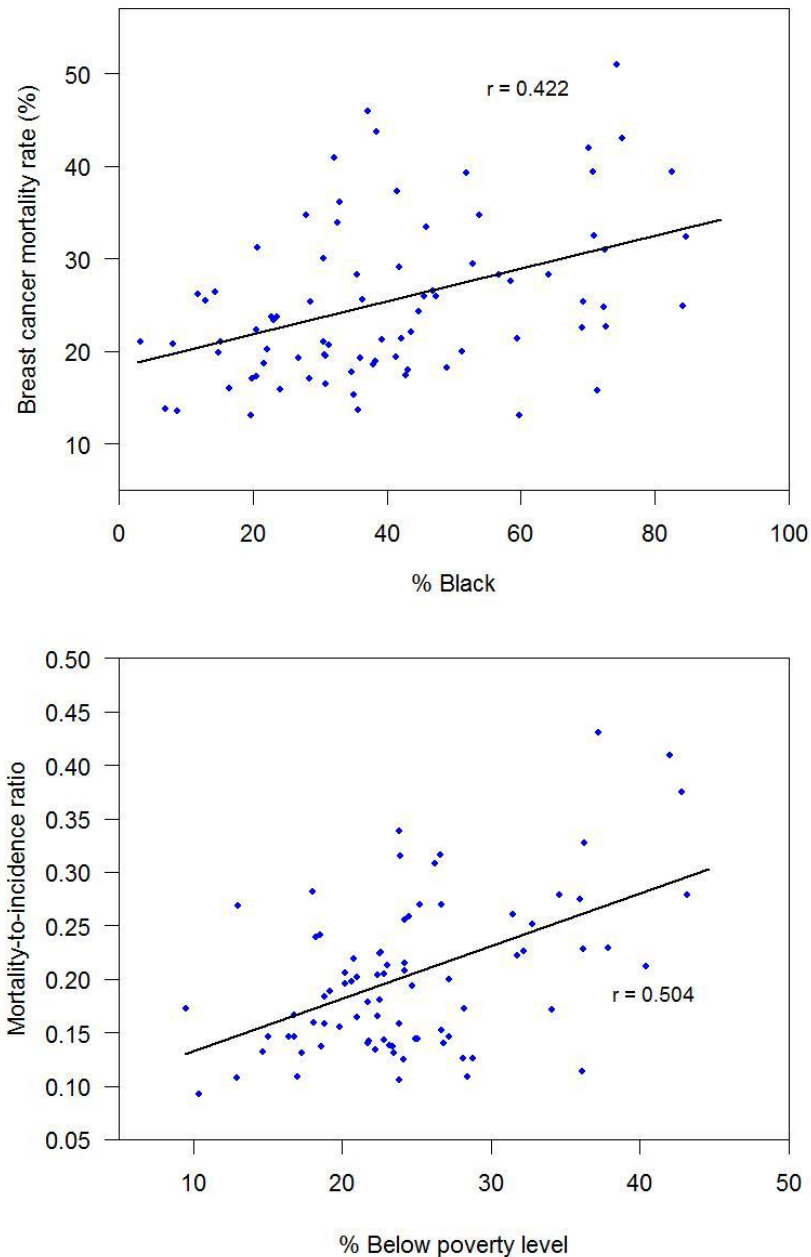 Breast cancer mortality rate (%)
50
40
30
20
10
r = 0.422
0 20 40 60 80 100
% Black
Mortality-to-incidence ratio
0.50
0.45
0.40
0.35
0.30
0.25
0.20
0.15
0.10
0.05
r = 0.504
10 20 30 40 50
% Below poverty level